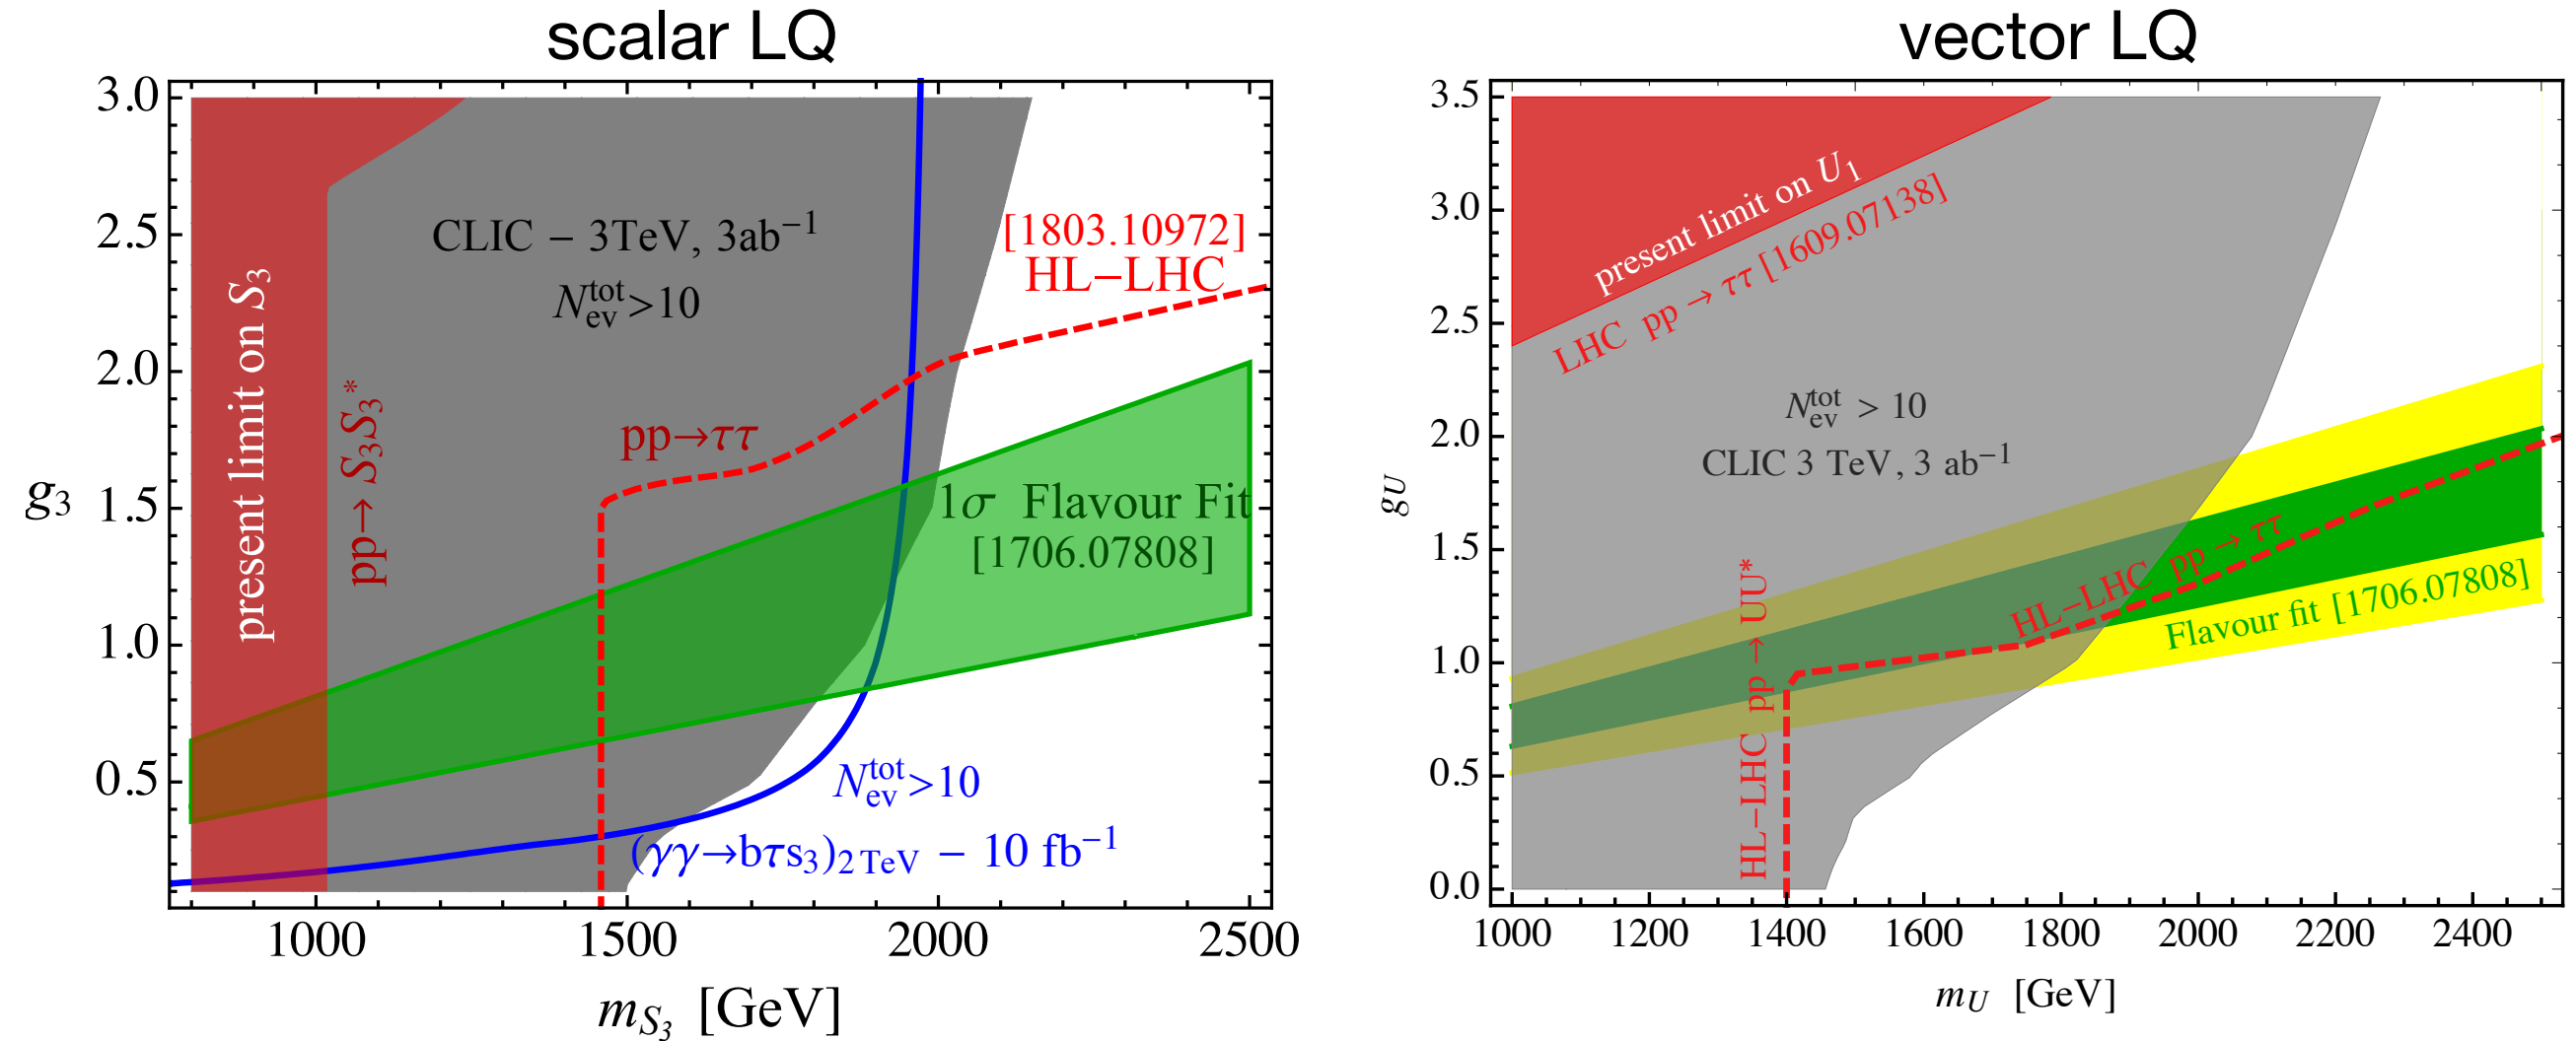 scalar LQ
3.0
2.5
2.0
1.5
1.0
0.5
g3
present limit on S3
pp→ S3S3*
CLIC − 3TeV, 3ab−1
Nevtot>10
[1803.10972]
HL−LHC
pp→ττ
1σ Flavour Fit
[1706.07808]
Nevtot>10
(γγ→bτs3)2 TeV − 10 fb−1
1000 1500 2000 2500
mS3 [GeV]
vector LQ
3.5
3.0
2.5
2.0
1.5
1.0
0.5
0.0
gU
present limit on U1
LHC pp → ττ [1609.07138]
Nevtot > 10
CLIC 3 TeV, 3 ab−1
HL−LHC pp → UU*
HL−LHC pp → ττ
Flavour fit [1706.07808]
1000 1200 1400 1600 1800 2000 2200 2400
mU [GeV]